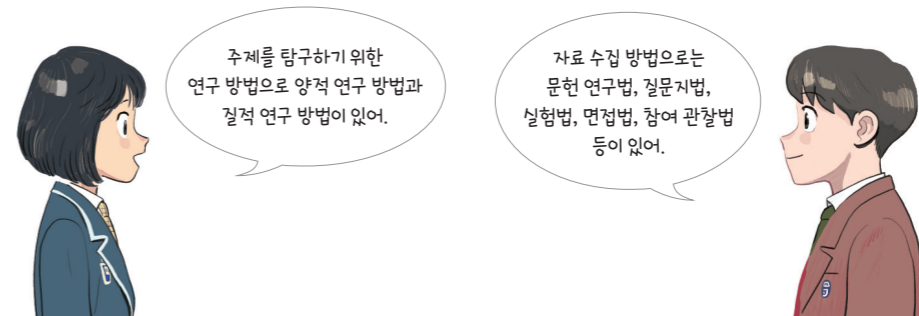 주제를 탐구하기 위한
연구 방법으로 양적 연구 방법과
질적 연구 방법이 있어.
자료 수집 방법으로는
문헌 연구법, 질문지법,
실험법, 면접법, 참여 관찰법
등이 있어.